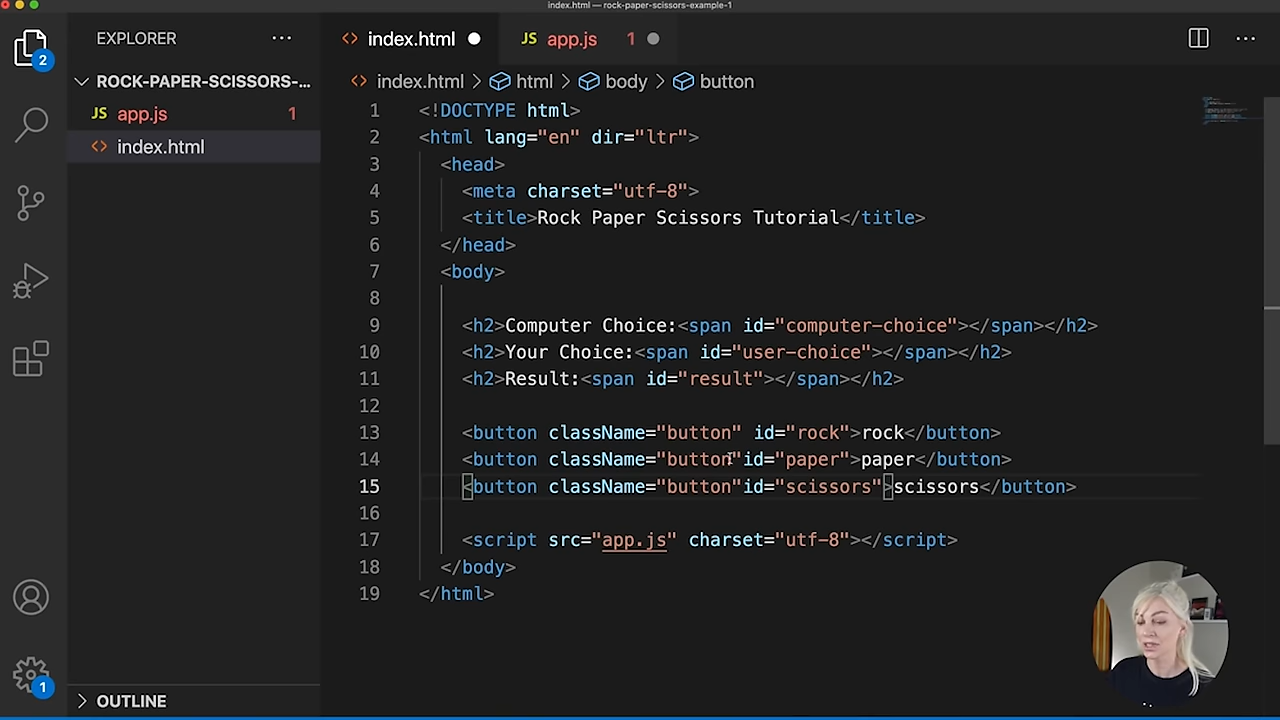 index.html — rock-paper-scissors-example-1
EXPLORER
ROCK-PAPER-SCISSORS-...
JS app.js 1
<> index.html
OUTLINE
2
1
<> index.html
JS app.js 1
<> index.html > html > body > button
1 <!DOCTYPE html>
2 <html lang="en" dir="ltr">
3 <head>
4 <meta charset="utf-8">
5 <title>Rock Paper Scissors Tutorial</title>
6 </head>
7 <body>
8
9 <h2>Computer Choice:<span id="computer-choice"></span></h2>
10 <h2>Your Choice:<span id="user-choice"></span></h2>
11 <h2>Result:<span id="result"></span></h2>
12
13 <button className="button" id="rock">rock</button>
14 <button className="button"id="paper">paper</button>
15 <button className="button"id="scissors">scissors</button>
16
17 <script src="app.js" charset="utf-8"></script>
18 </body>
19 </html>